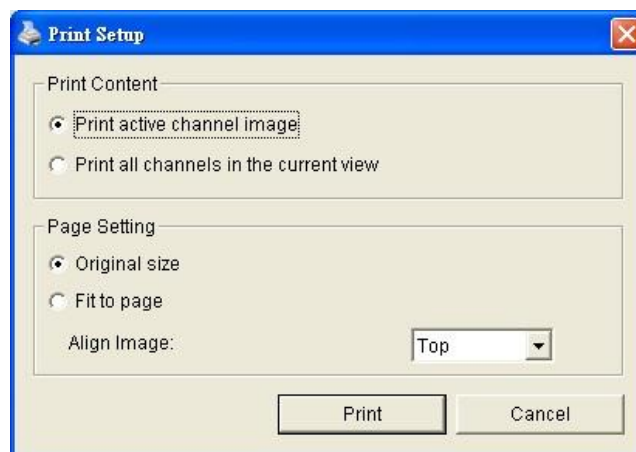 Print Setup
Print Content
Print active channel image
Print all channels in the current view
Page Setting
Original size
Fit to page
Align Image: Top
Print Cancel